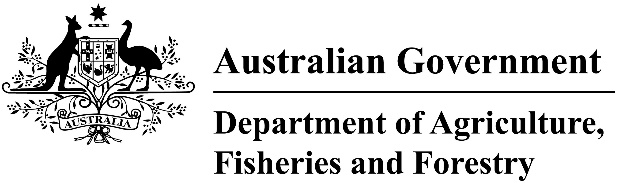 AUSTRALIA
Australian Government
Department of Agriculture,
Fisheries and Forestry